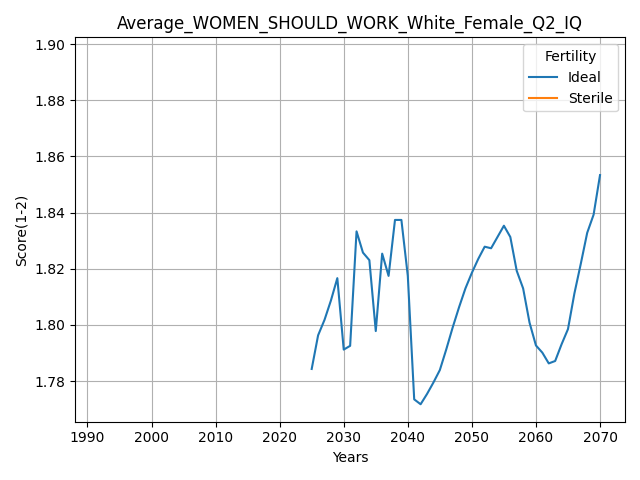 Average_WOMEN_SHOULD_WORK_White_Female_Q2_IQ
1.90
1.88
1.86
1.84
1.82
1.80
1.78
Score(1-2)
Fertility
Ideal
Sterile
1990 2000 2010 2020 2030 2040 2050 2060 2070
Years